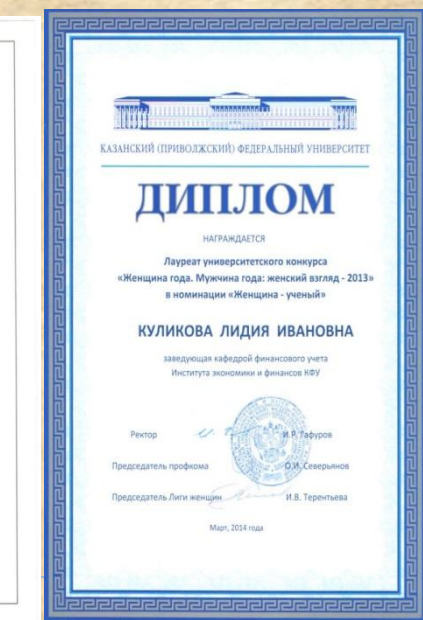 КАЗАНСКИЙ (ПРИВОЛЖСКИЙ) ФЕДЕРАЛЬНЫЙ УНИВЕРСИТЕТ
ДИПЛОМ
НАГРАЖДАЕТСЯ
Лауреат университетского конкурса
«Женщина года. Мужчина года: женский взгляд - 2013»
в номинации «Женщина - ученый»
КУЛИКОВА ЛИДИЯ ИВАНОВНА
заведующая кафедрой финансового учета
Института экономики и финансов КФУ
Ректор И.Р. Гафуров
Председатель профкома О.И. Северьянов
Председатель Лиги женщин И.В. Терентьева
Март, 2014 года